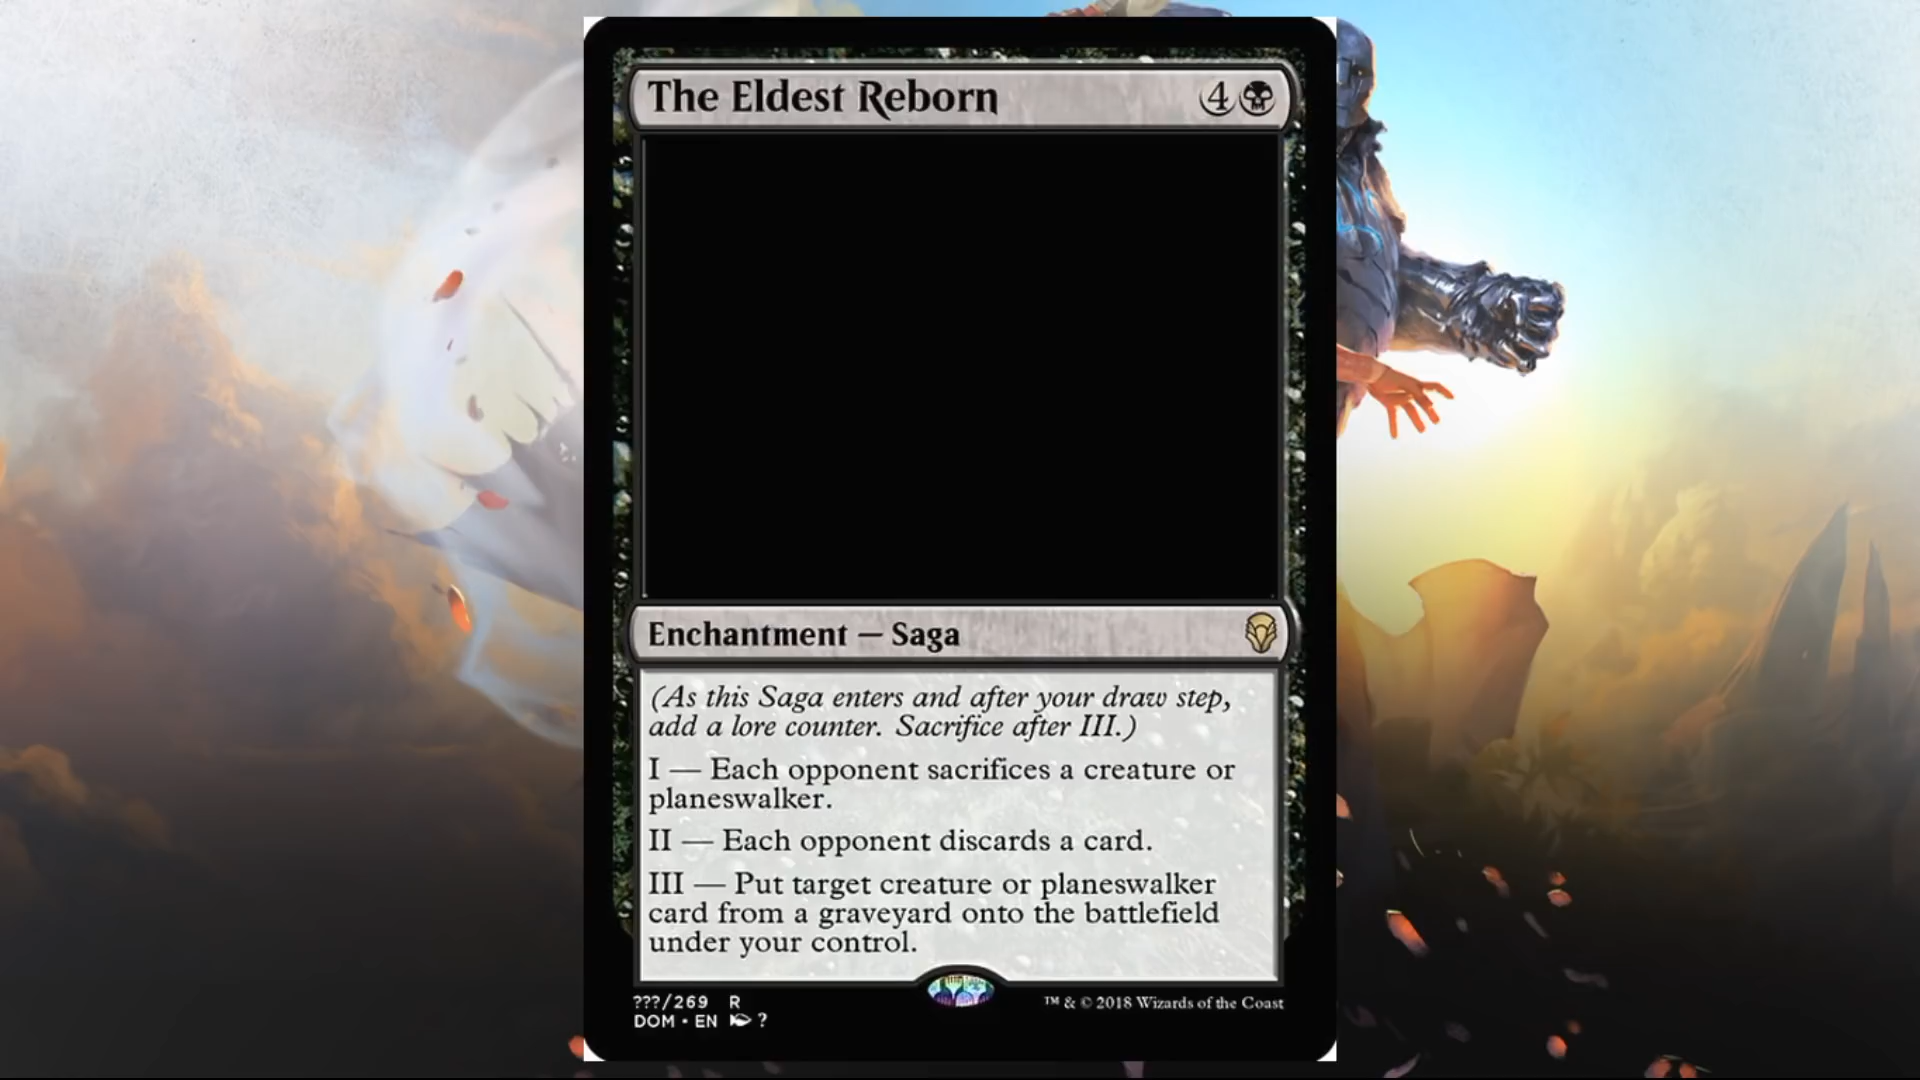 The Eldest Reborn 4
Enchantment — Saga
(As this Saga enters and after your draw step,
add a lore counter. Sacrifice after III.)
I — Each opponent sacrifices a creature or
planeswalker.
II — Each opponent discards a card.
III — Put target creature or planeswalker
card from a graveyard onto the battlefield
under your control.
???/269 R
DOM • EN ?
™ & © 2018 Wizards of the Coast